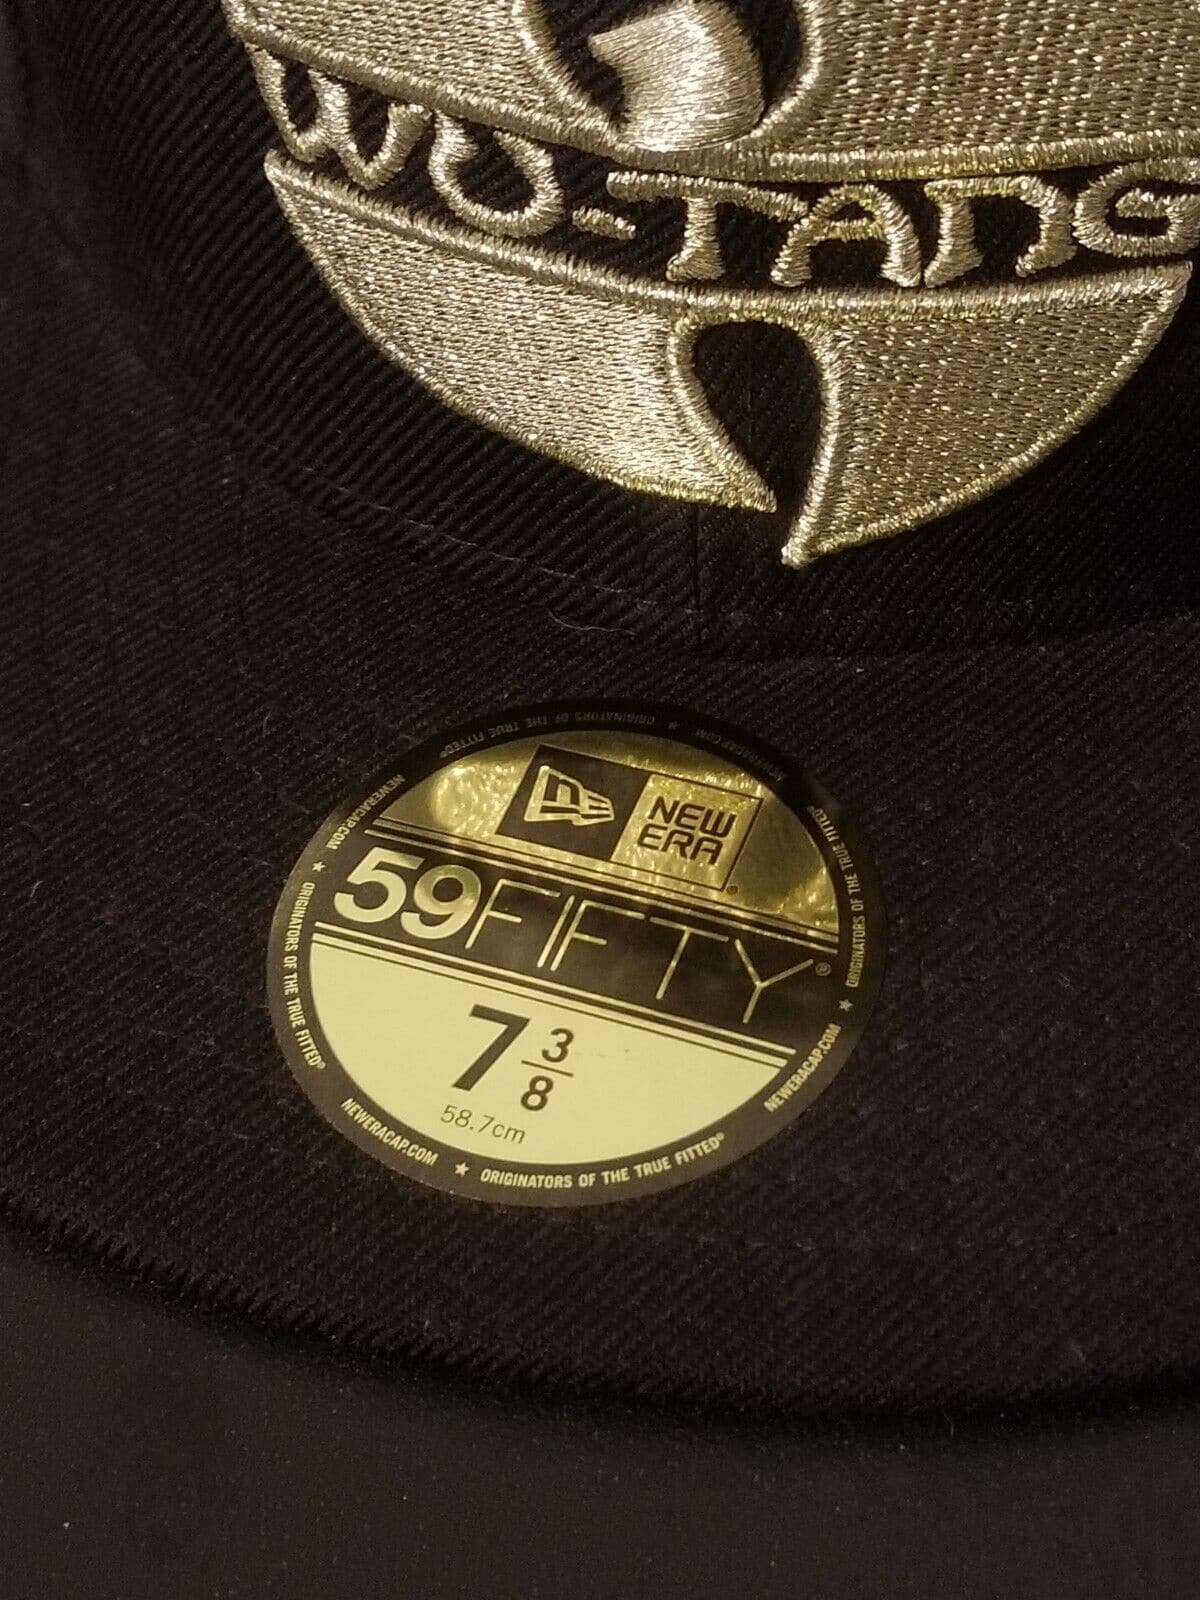 WU-TANG
NEW
ERA
59FIFTY®
7 3/8
58.7cm
ORIGINATORS OF THE TRUE FITTED®
★
NEWERACAP.COM
★
ORIGINATORS OF THE TRUE FITTED®
NEWERACAP.COM
★
ORIGINATORS OF THE TRUE FITTED®
NEWERACAP.COM
★
ORIGINATORS OF THE TRUE FITTED®
NEWERACAP.COM